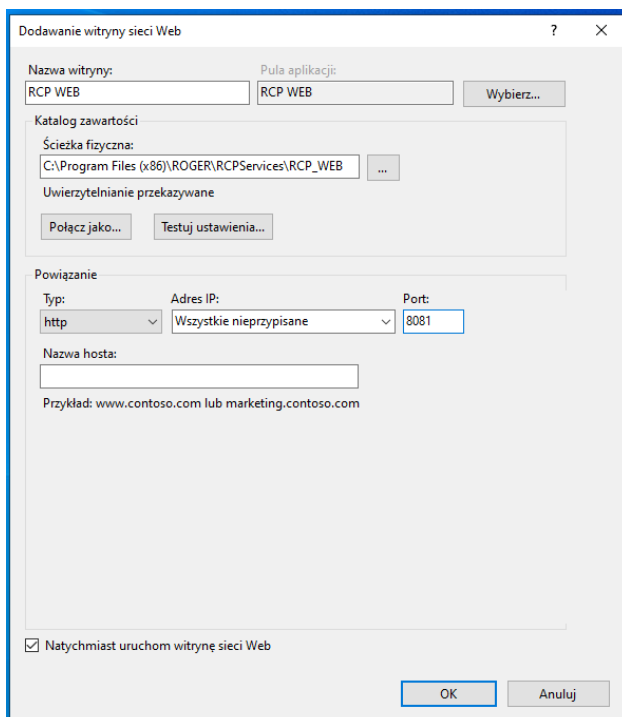 Dodawanie witryny sieci Web
?
Nazwa witryny:
Pula aplikacji:
RCP WEB
RCP WEB
Wybierz...
Katalog zawartości
Ścieżka fizyczna:
C:\Program Files (x86)\ROGER\RCPServices\RCP_WEB
...
Uwierzytelnianie przekazywane
Połącz jako...
Testuj ustawienia...
Powiązanie
Typ:
Adres IP:
Port:
http
Wszystkie nieprzypisane
8081
Nazwa hosta:
Przykład: www.contoso.com lub marketing.contoso.com
Natychmiast uruchom witrynę sieci Web
OK
Anuluj